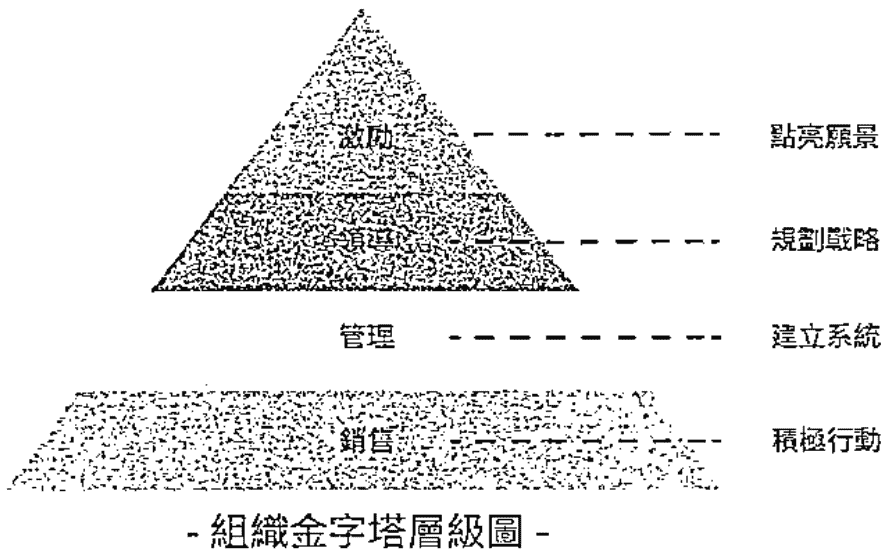 激励 點亮願景
領導 規劃戰略
管理 建立系統
銷售 積極行動
- 組織金字塔層級圖 -